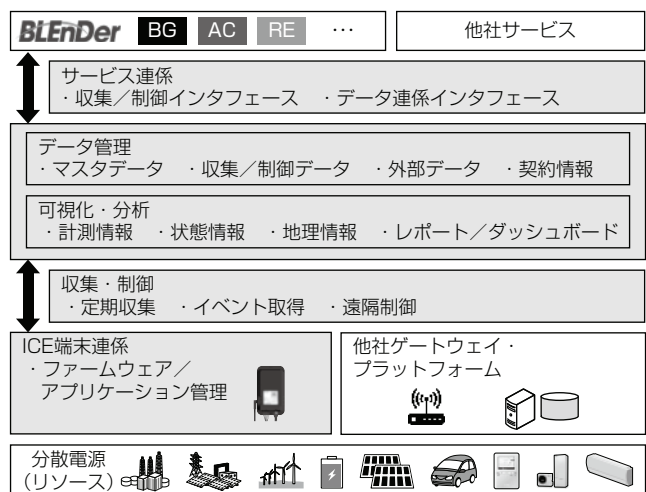 BLEnDer BG AC RE … 他社サービス
サービス連係
・収集／制御インタフェース ・データ連係インタフェース
データ管理
・マスタデータ ・収集／制御データ ・外部データ ・契約情報
可視化・分析
・計測情報 ・状態情報 ・地理情報 ・レポート／ダッシュボード
収集・制御
・定期収集 ・イベント取得 ・遠隔制御
ICE端末連係
・ファームウェア／
アプリケーション管理
他社ゲートウェイ・
プラットフォーム
分散電源
（リソース）